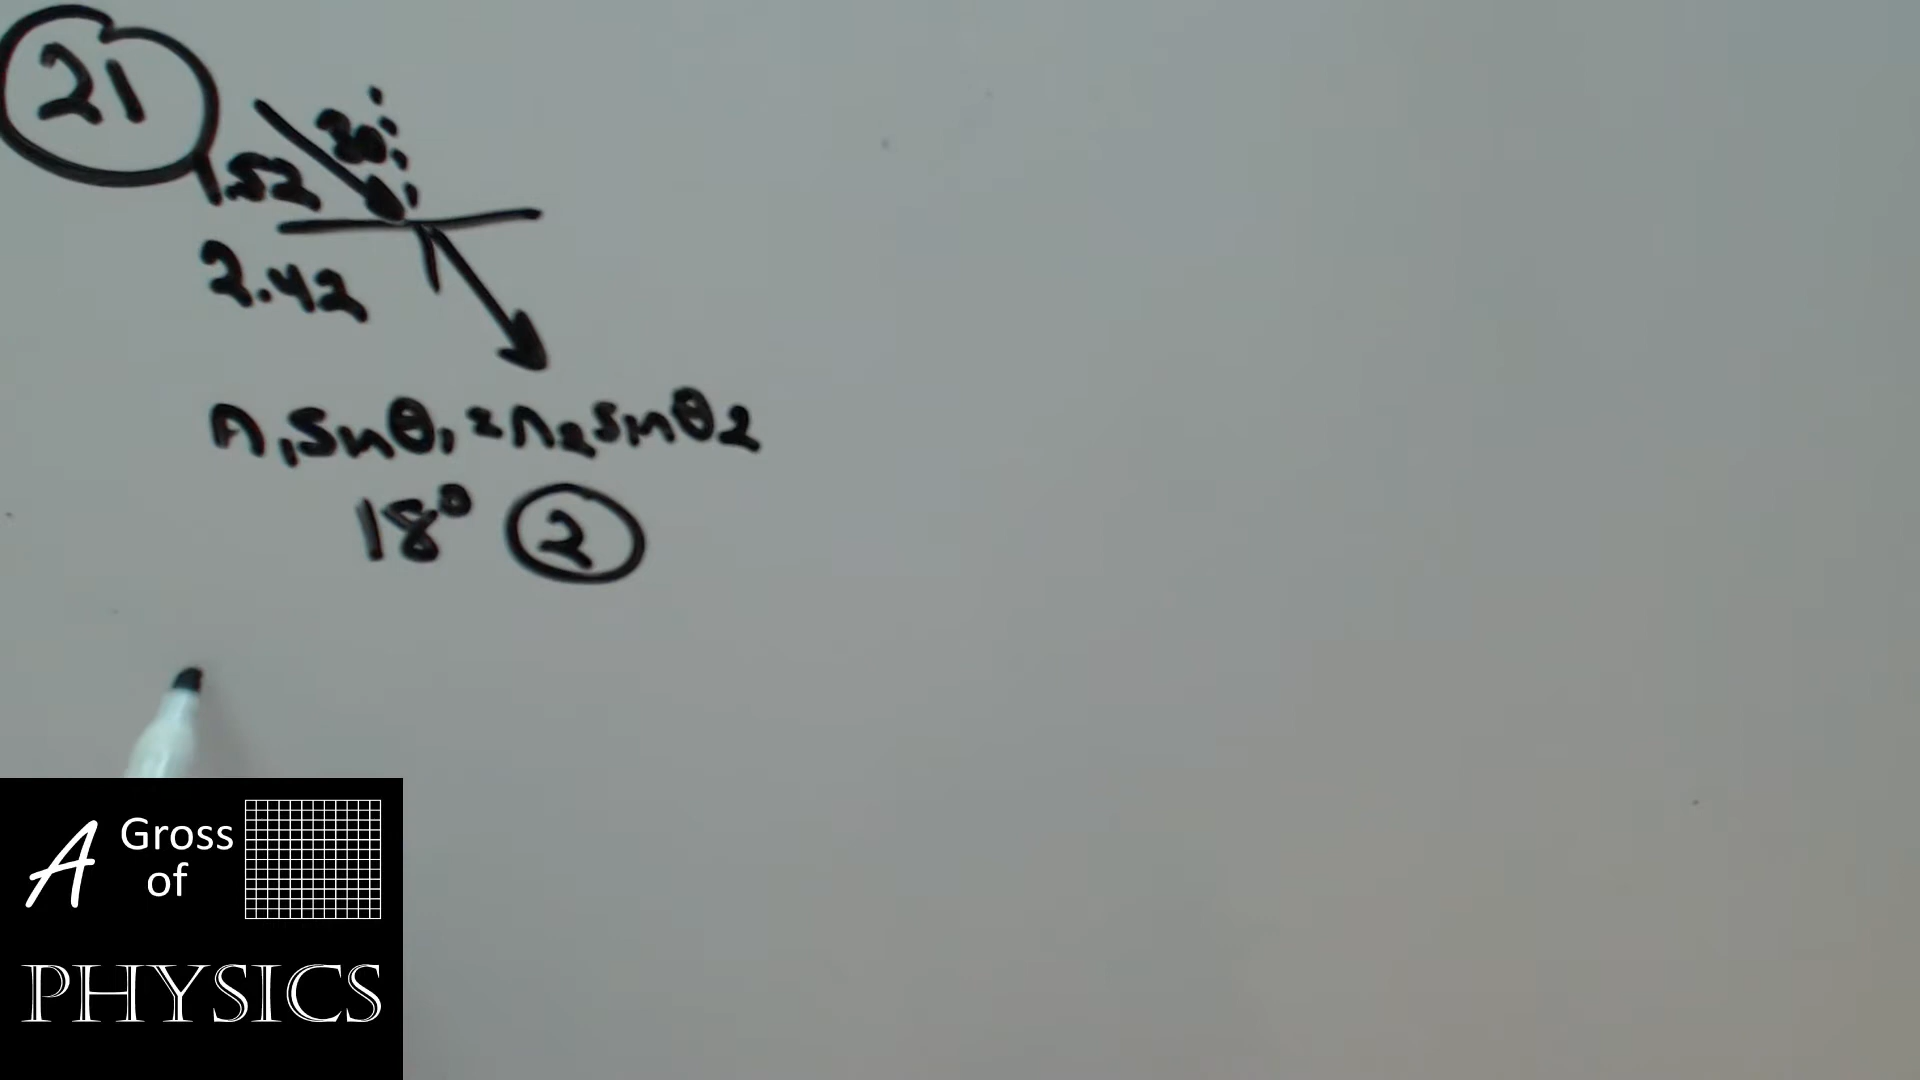 21
30
1.52
2.42
n₁sinθ₁ = n₂sinθ₂
18° 2
A Gross of
PHYSICS